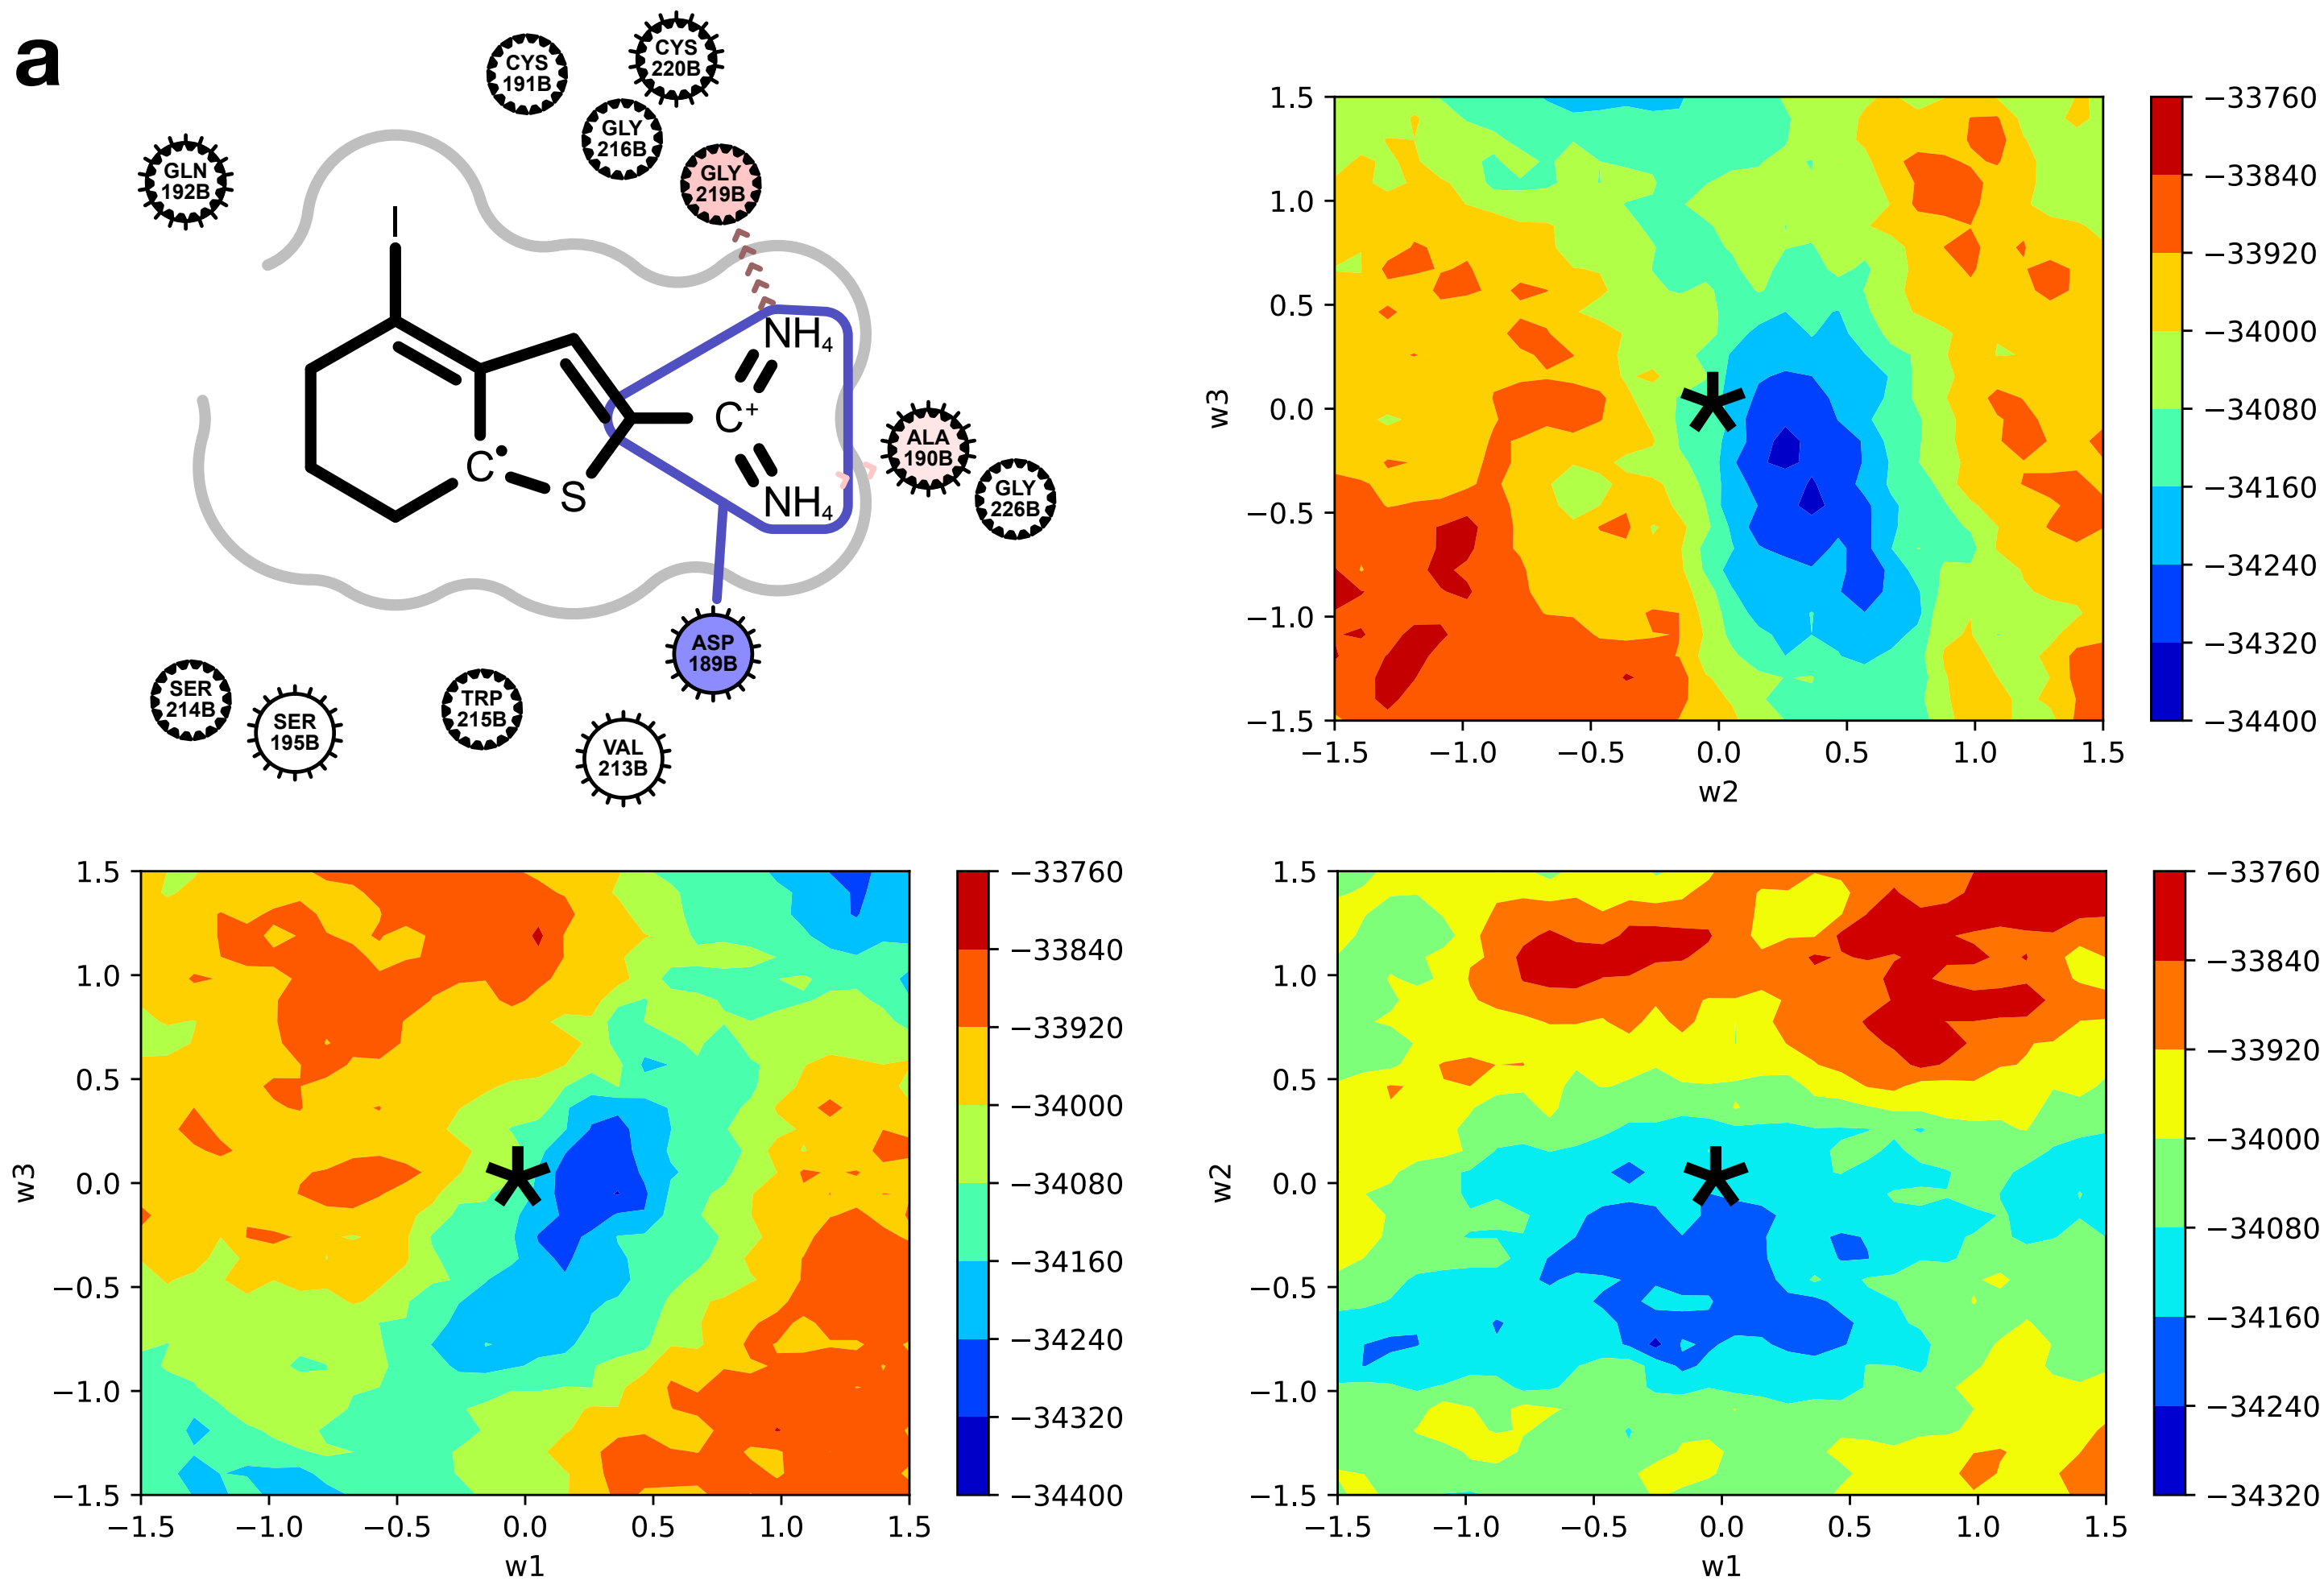 a
CYS
191B
CYS
220B
GLY
216B
GLN
192B
GLY
219B
I
NH4
C+
ALA
190B
GLY
226B
C•
S
NH4
ASP
189B
SER
214B
SER
195B
TRP
215B
VAL
213B
1.5
1.0
0.5
0.0
−0.5
−1.0
−1.5
w3
−1.5 −1.0 −0.5 0.0 0.5 1.0 1.5
w2
−33760
−33840
−33920
−34000
−34080
−34160
−34240
−34320
−34400
1.5
1.0
0.5
0.0
−0.5
−1.0
−1.5
w3
−1.5 −1.0 −0.5 0.0 0.5 1.0 1.5
w1
−33760
−33840
−33920
−34000
−34080
−34160
−34240
−34320
−34400
1.5
1.0
0.5
0.0
−0.5
−1.0
−1.5
w2
−1.5 −1.0 −0.5 0.0 0.5 1.0 1.5
w1
−33760
−33840
−33920
−34000
−34080
−34160
−34240
−34320